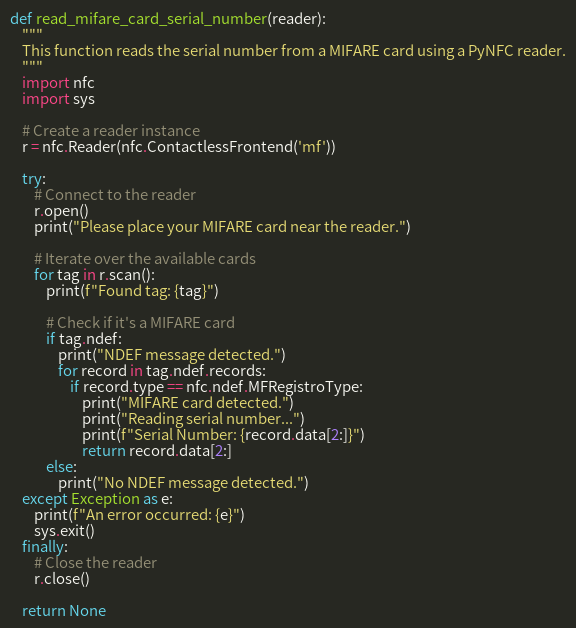 def read_mifare_card_serial_number(reader):
    """
    This function reads the serial number from a MIFARE card using a PyNFC reader.
    """
    import nfc
    import sys

    # Create a reader instance
    r = nfc.Reader(nfc.ContactlessFrontend('mf'))

    try:
        # Connect to the reader
        r.open()
        print("Please place your MIFARE card near the reader.")

        # Iterate over the available cards
        for tag in r.scan():
            print(f"Found tag: {tag}")

            # Check if it's a MIFARE card
            if tag.ndef:
                print("NDEF message detected.")
                for record in tag.ndef.records:
                    if record.type == nfc.ndef.MFRegistroType:
                        print("MIFARE card detected.")
                        print("Reading serial number...")
                        print(f"Serial Number: {record.data[2:]}")
                        return record.data[2:]
            else:
                print("No NDEF message detected.")
    except Exception as e:
        print(f"An error occurred: {e}")
        sys.exit()
    finally:
        # Close the reader
        r.close()

    return None